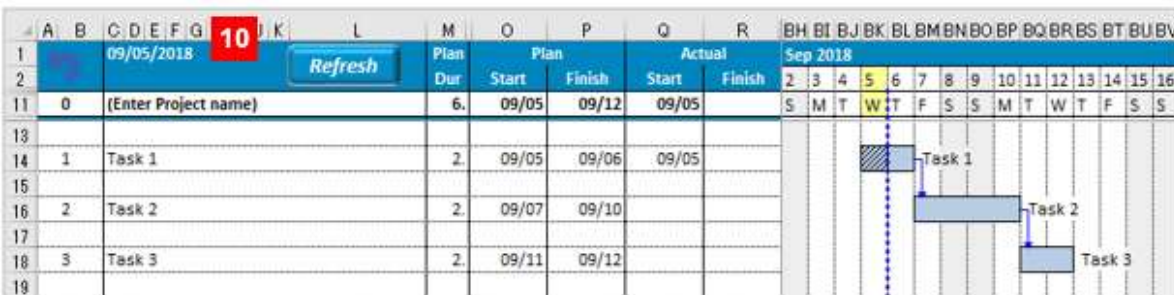 A B C D E F G J K L M O P Q R BH BI BJ BK BL BM BN BO BP BQ BR BS BT BU BV
10
1 09/05/2018 Refresh Plan Plan Actual Sep 2018
2 Dur Start Finish Start Finish 2 3 4 5 6 7 8 9 10 11 12 13 14 15 16
11 0 (Enter Project name) 6. 09/05 09/12 09/05 S M T W T F S S M T W T F S S
13
14 1 Task 1 2. 09/05 09/06 09/05 Task 1
15
16 2 Task 2 2. 09/07 09/10 Task 2
17
18 3 Task 3 2. 09/11 09/12 Task 3
19